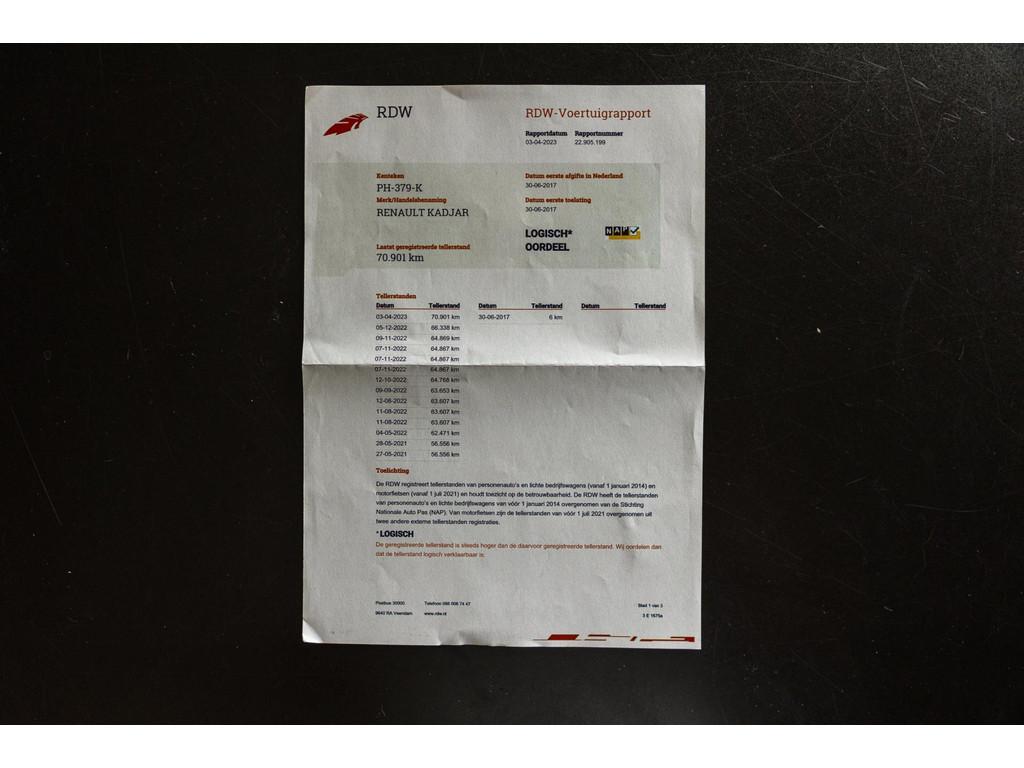 RDW
RDW-Voertuigrapport
Rapportdatum Rapportnummer
03-04-2023 22.905.199
Kenteken
PH-379-K
Merk/Handelsbenaming
RENAULT KADJAR
Laatst geregistreerde tellerstand
70.901 km
Datum eerste afgifte in Nederland
30-06-2017
Datum eerste toelating
30-06-2017
LOGISCH*
OORDEEL
NAP
Tellerstanden
Datum Tellerstand Datum Tellerstand Datum Tellerstand
03-04-2023 70.901 km 30-06-2017 6 km
05-12-2022 66.338 km
09-11-2022 64.869 km
07-11-2022 64.867 km
07-11-2022 64.867 km
07-11-2022 64.867 km
12-10-2022 64.768 km
09-09-2022 63.653 km
12-08-2022 63.607 km
11-08-2022 63.607 km
11-08-2022 63.607 km
04-05-2022 62.471 km
28-05-2021 56.556 km
27-05-2021 56.556 km
Toelichting
De RDW registreert tellerstanden van personenauto's en lichte bedrijfswagens (vanaf 1 januari 2014) en
motorfietsen (vanaf 1 juli 2021) en houdt toezicht op de betrouwbaarheid. De RDW heeft de tellerstanden
van personenauto's en lichte bedrijfswagens van vóór 1 januari 2014 overgenomen van de Stichting
Nationale Auto Pas (NAP). Van motorfietsen zijn de tellerstanden van vóór 1 juli 2021 overgenomen uit
twee andere externe tellerstanden registraties.
*LOGISCH
De geregistreerde tellerstand is steeds hoger dan de daarvoor geregistreerde tellerstand. Wij oordelen dan
dat de tellerstand logisch verklaarbaar is.
Postbus 30000 Telefoon 088 008 74 47 Blad 1 van 3
9640 RA Veendam www.rdw.nl 3 E 1675a